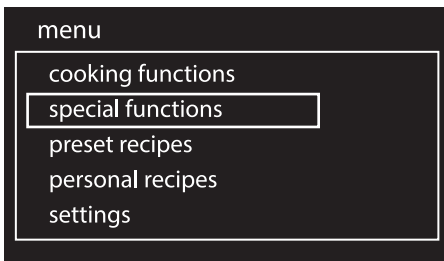 menu
cooking functions
special functions
preset recipes
personal recipes
settings